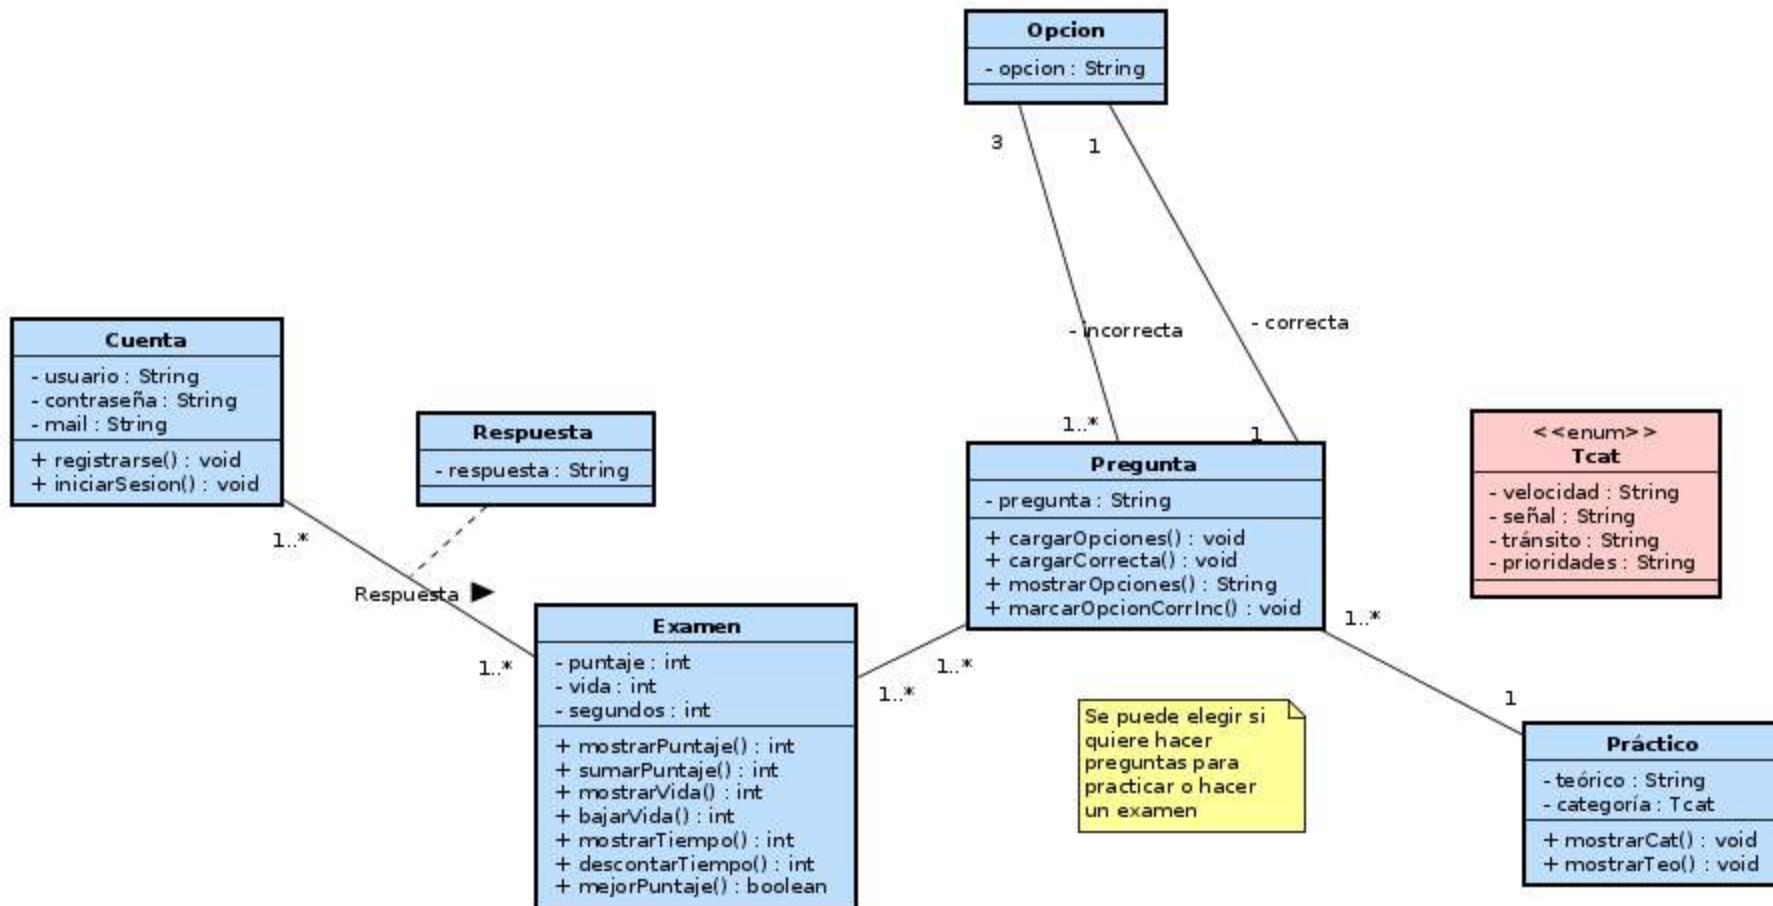 Opcion
- opcion : String
3
1
- incorrecta
- correcta
1..*
1
Cuenta
- usuario : String
- contraseña : String
- mail : String
+ registrarse() : void
+ iniciarSesion() : void
1..*
Respuesta
- respuesta : String
Respuesta ►
1..*
Examen
- puntaje : int
- vida : int
- segundos : int
+ mostrarPuntaje() : int
+ sumarPuntaje() : int
+ mostrarVida() : int
+ bajarVida() : int
+ mostrarTiempo() : int
+ descontarTiempo() : int
+ mejorPuntaje() : boolean
1..*
1..*
Pregunta
- pregunta : String
+ cargarOpciones() : void
+ cargarCorrecta() : void
+ mostrarOpciones() : String
+ marcarOpcionCorrInc() : void
1..*
1
<<enum>>
Tcat
- velocidad : String
- señal : String
- tránsito : String
- prioridades : String
Se puede elegir si
quiere hacer
preguntas para
practicar o hacer
un examen
Práctico
- teórico : String
- categoría : Tcat
+ mostrarCat() : void
+ mostrarTeo() : void